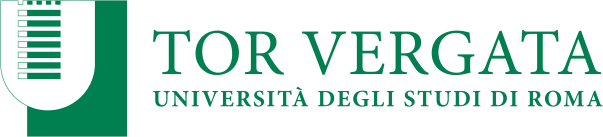 TOR VERGATA
UNIVERSITÀ DEGLI STUDI DI ROMA